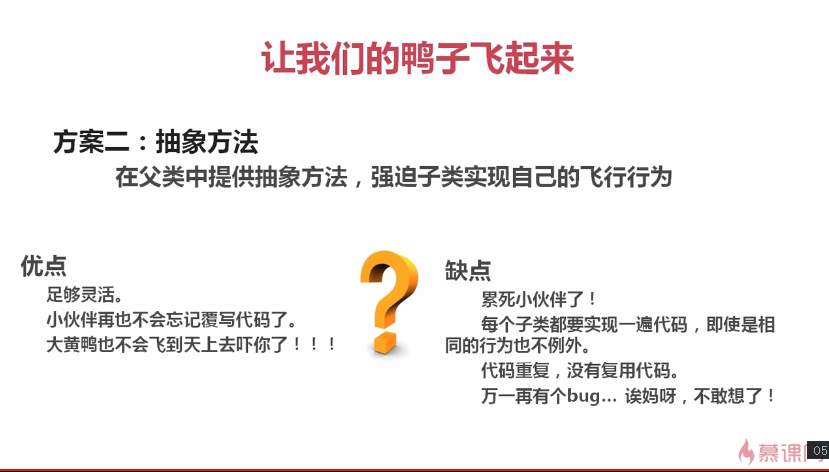 让我们的鸭子飞起来
方案二：抽象方法
在父类中提供抽象方法，强迫子类实现自己的飞行行为
优点
足够灵活。
小伙伴再也不会忘记覆写代码了。
大黄鸭也不会飞到天上去吓你了！！！
缺点
累死小伙伴了！
每个子类都要实现一遍代码，即使是相
同的行为也不例外。
代码重复，没有复用代码。
万一再有个bug... 诶妈呀，不敢想了！
慕课网
05